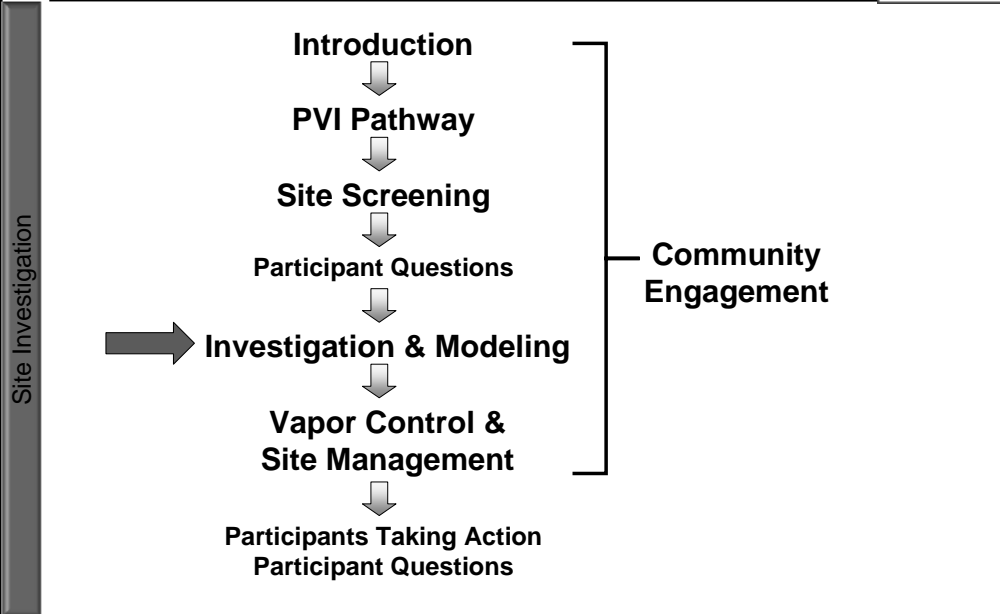 Site Investigation
Introduction
PVI Pathway
Site Screening
Participant Questions
Investigation & Modeling
Vapor Control &
Site Management
Participants Taking Action
Participant Questions
Community
Engagement